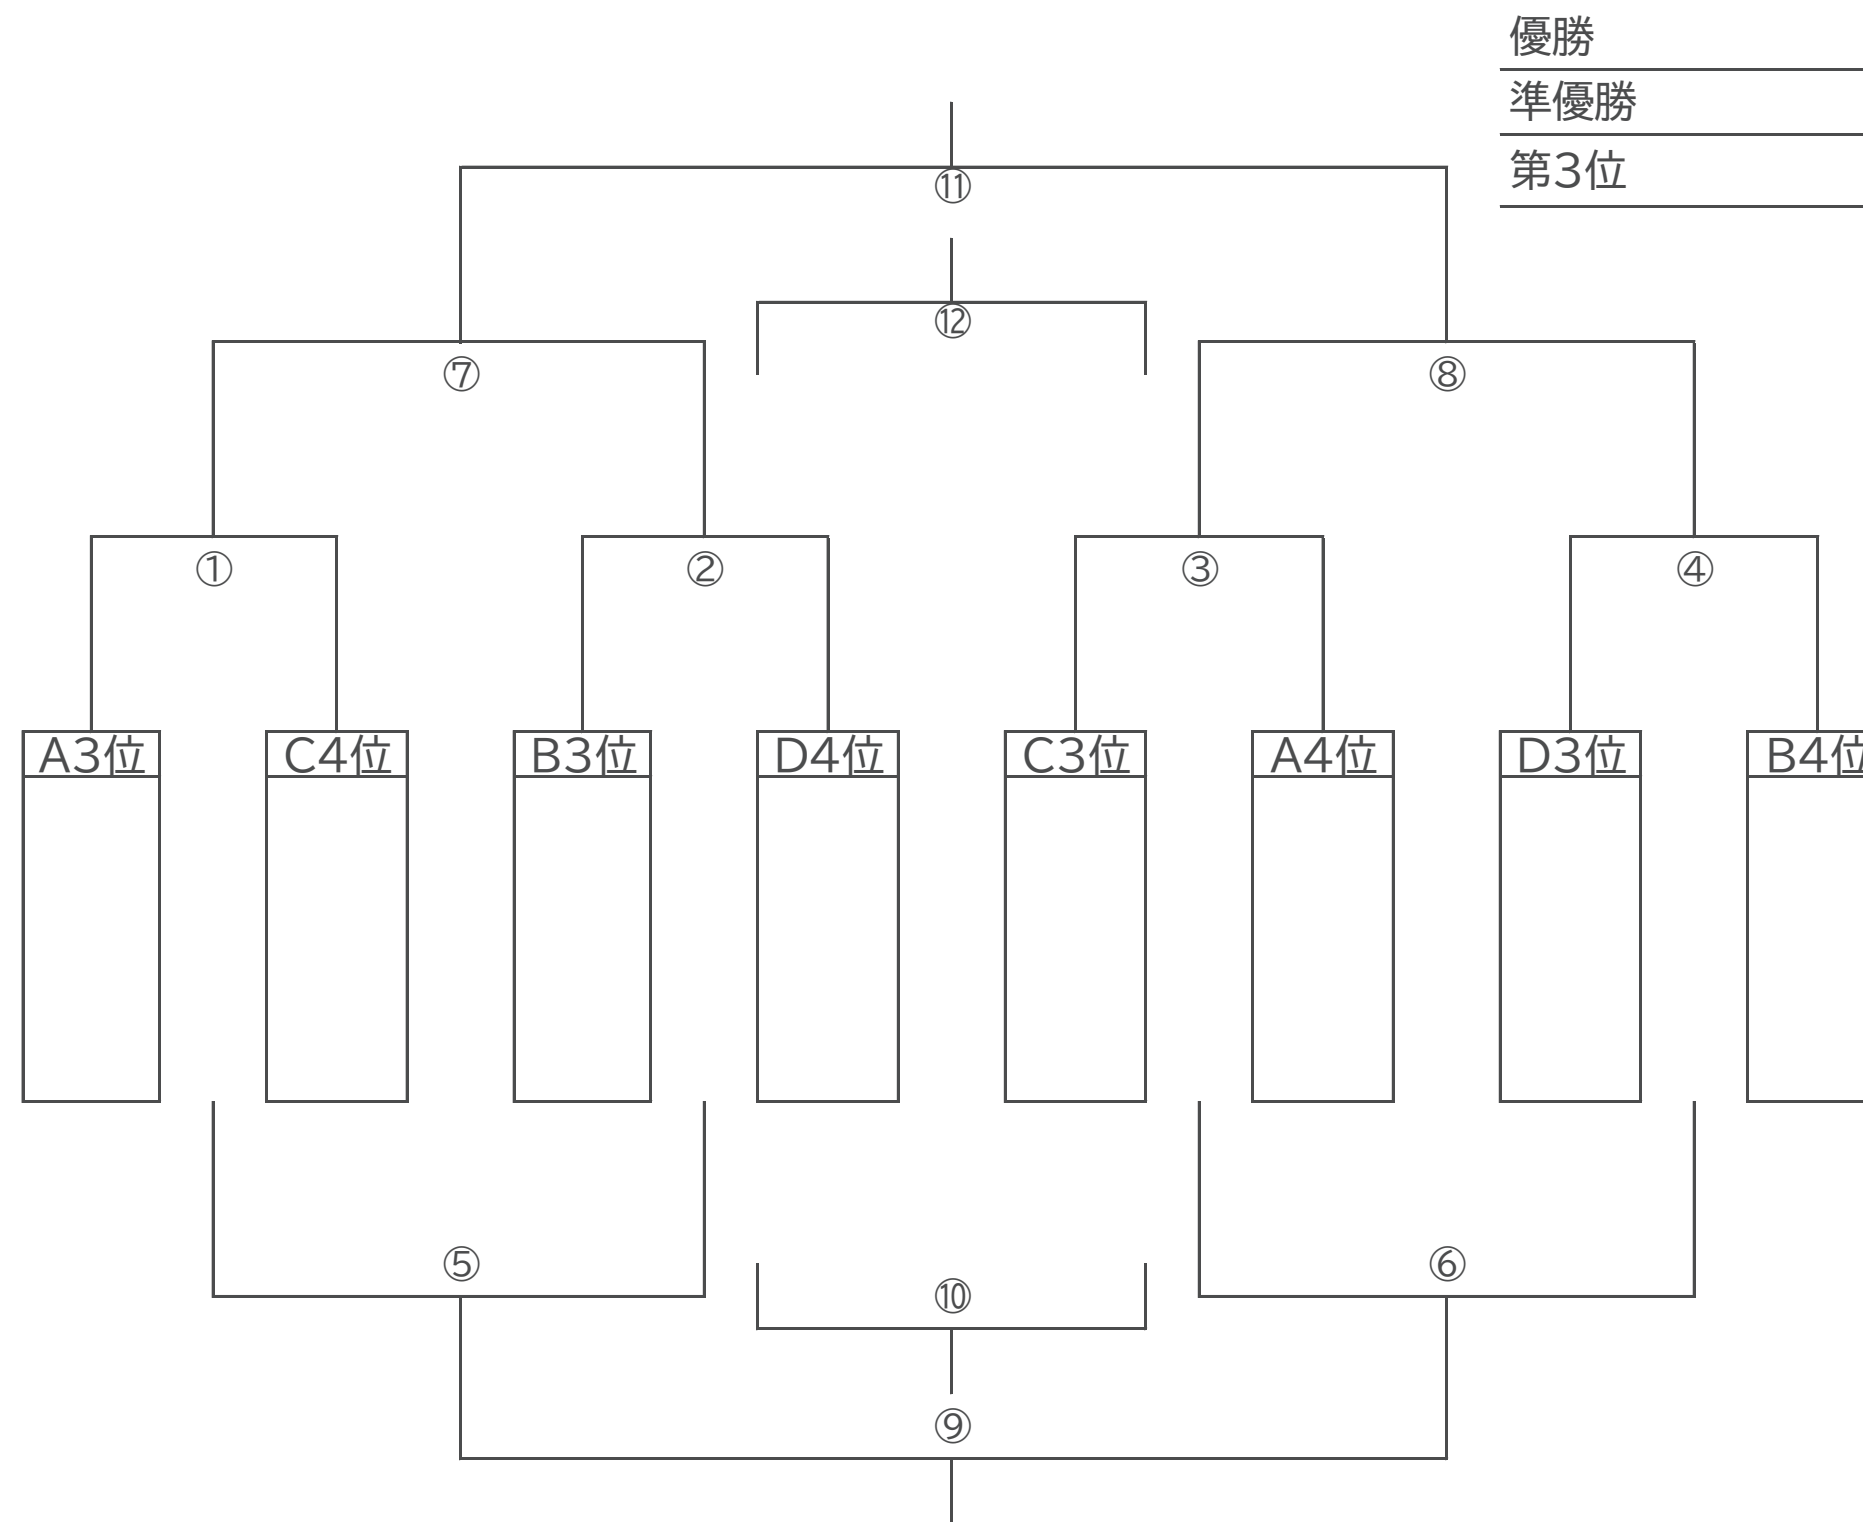 優勝
準優勝
第3位
⑪
⑫
⑦
⑧
①
②
③
④
A3位
C4位
B3位
D4位
C3位
A4位
D3位
B4位
⑤
⑥
⑩
⑨